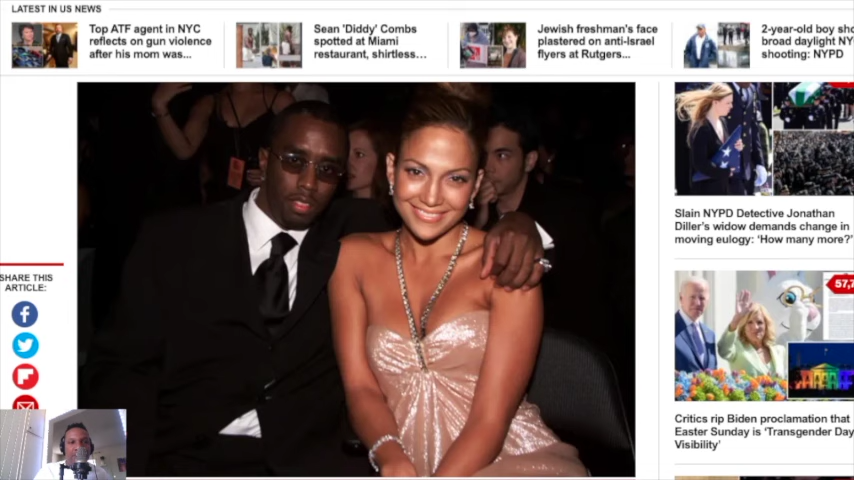 LATEST IN US NEWS
Top ATF agent in NYC
reflects on gun violence
after his mom was...
Sean 'Diddy' Combs
spotted at Miami
restaurant, shirtless...
Jewish freshman's face
plastered on anti-Israel
flyers at Rutgers...
2-year-old boy sho
broad daylight NY
shooting: NYPD
SHARE THIS
ARTICLE:
Slain NYPD Detective Jonathan
Diller's widow demands change in
moving eulogy: 'How many more?'
57,7
Critics rip Biden proclamation that
Easter Sunday is 'Transgender Day
Visibility'